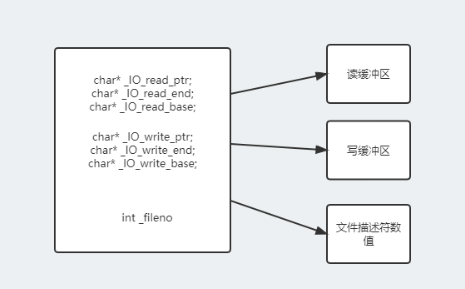 char* _IO_read_ptr;
char* _IO_read_end;
char* _IO_read_base;
char* _IO_write_ptr;
char* _IO_write_end;
char* _IO_write_base;
int _fileno
读缓冲区
写缓冲区
文件描述符数
值